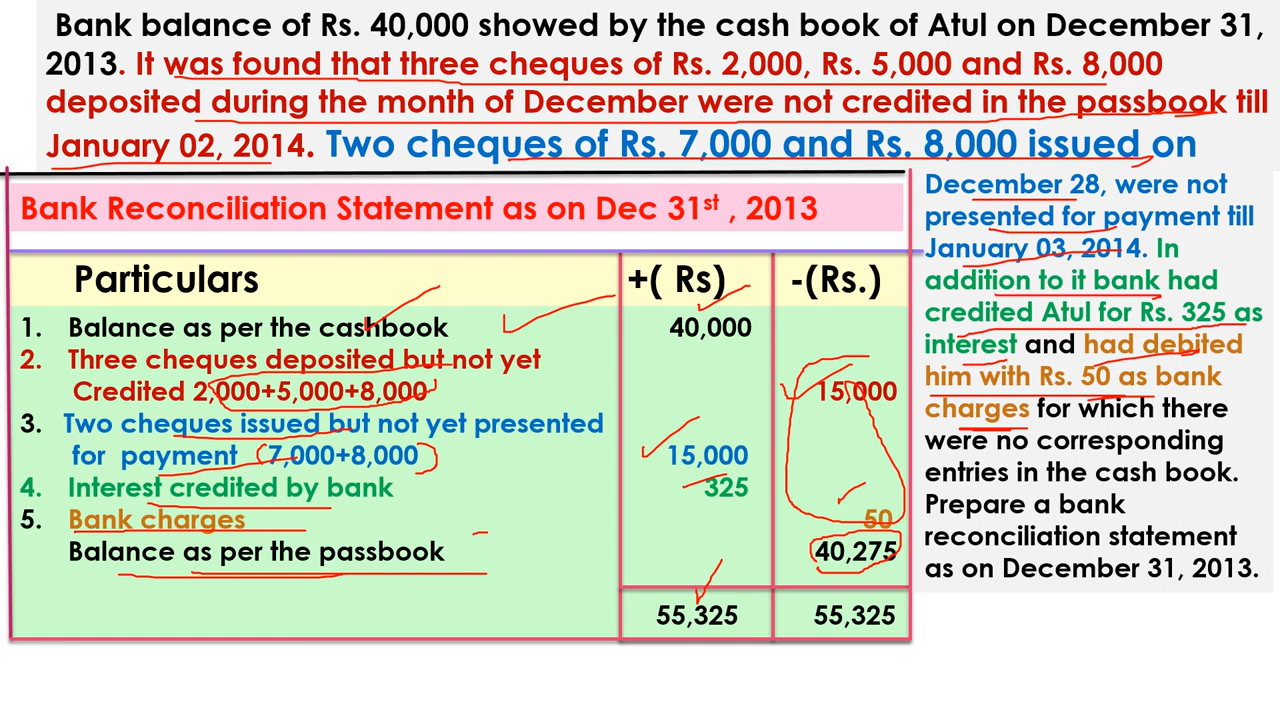 Bank balance of Rs. 40,000 showed by the cash book of Atul on December 31,
2013. It was found that three cheques of Rs. 2,000, Rs. 5,000 and Rs. 8,000
deposited during the month of December were not credited in the passbook till
January 02, 2014. Two cheques of Rs. 7,000 and Rs. 8,000 issued on
December 28, were not
presented for payment till
January 03, 2014. In
addition to it bank had
credited Atul for Rs. 325 as
interest and had debited
him with Rs. 50 as bank
charges for which there
were no corresponding
entries in the cash book.
Prepare a bank
reconciliation statement
as on December 31, 2013.
Bank Reconciliation Statement as on Dec 31st , 2013
Particulars +( Rs) -(Rs.)
1. Balance as per the cashbook 40,000
2. Three cheques deposited but not yet
Credited 2,000+5,000+8,000 15,000
3. Two cheques issued but not yet presented
for payment (7,000+8,000) 15,000
4. Interest credited by bank 325
5. Bank charges 50
Balance as per the passbook 40,275
55,325 55,325